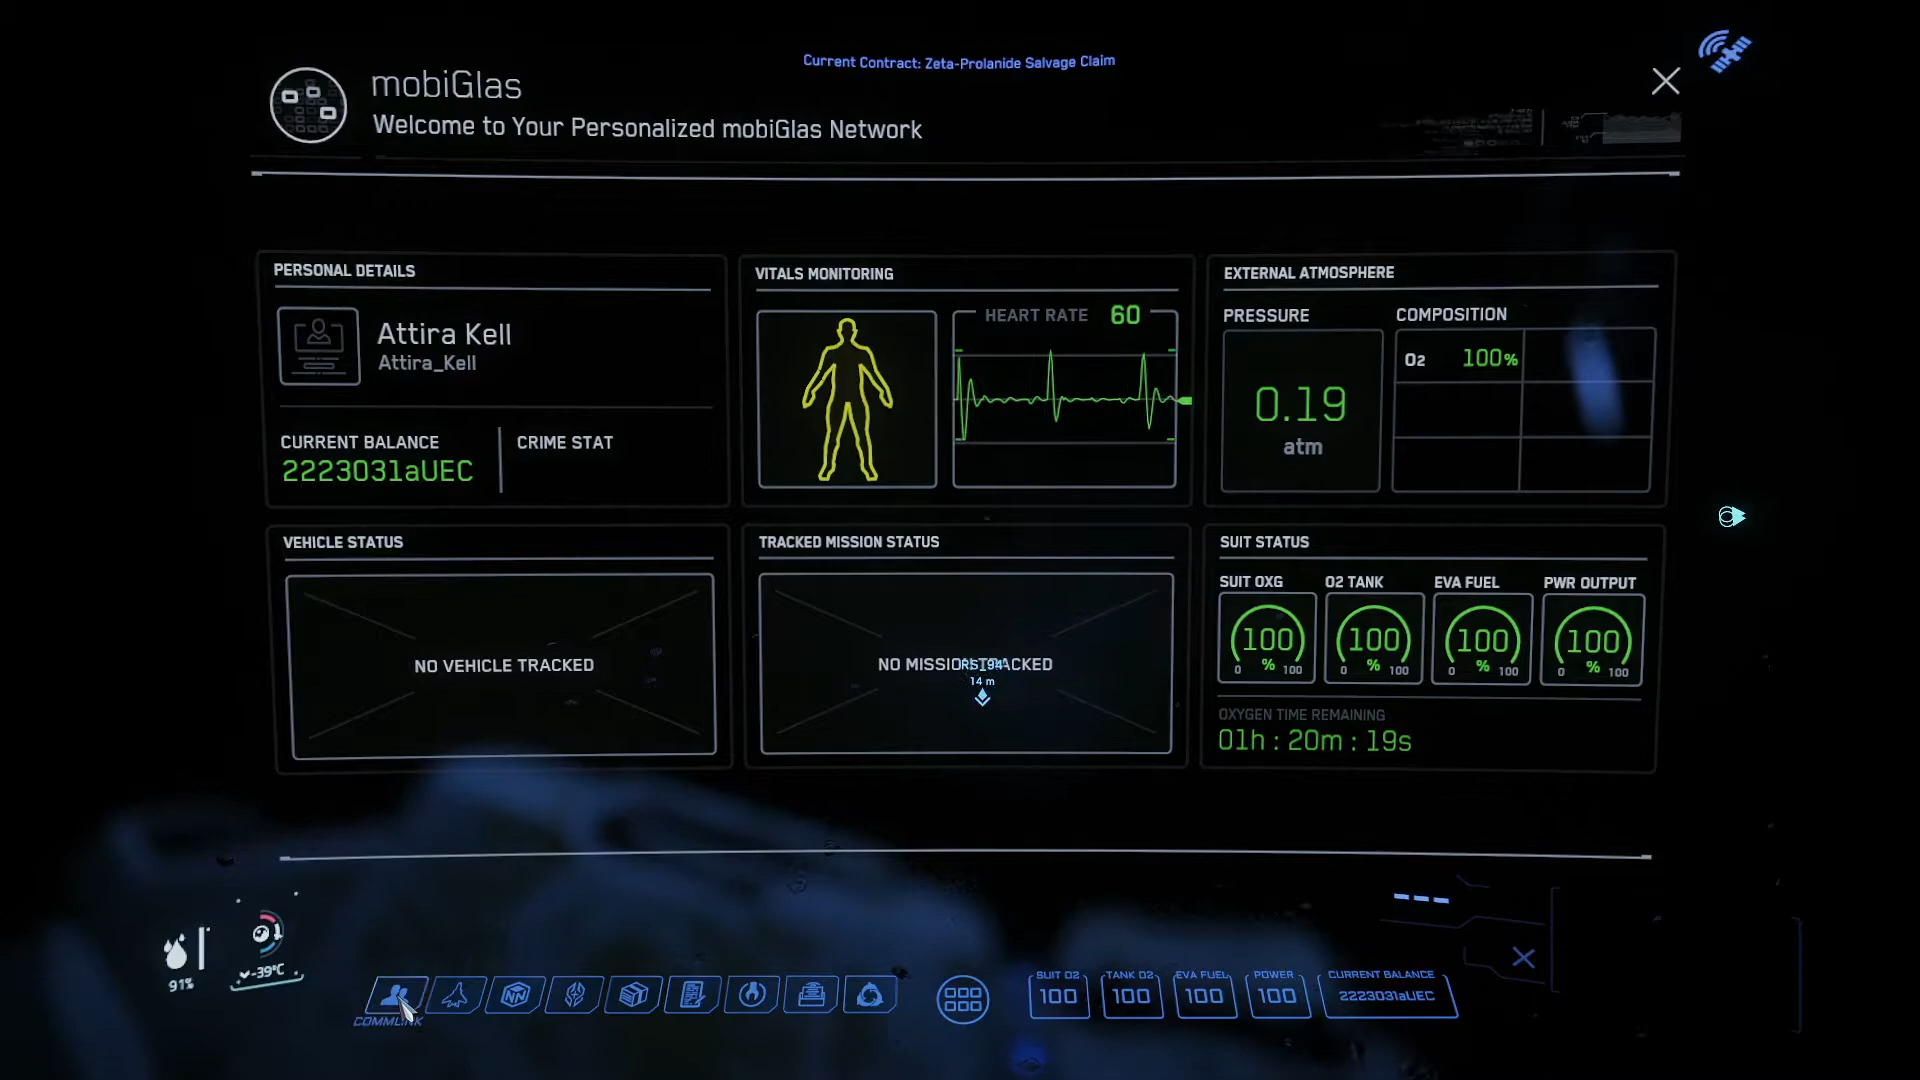 Current Contract: Zeta-Prolanide Salvage Claim
mobiGlas
Welcome to Your Personalized mobiGlas Network
PERSONAL DETAILS
Attira Kell
Attira_Kell
CURRENT BALANCE
2223031aUEC
CRIME STAT
VITALS MONITORING
HEART RATE 60
EXTERNAL ATMOSPHERE
PRESSURE
0.19
atm
COMPOSITION
O2 100%
VEHICLE STATUS
NO VEHICLE TRACKED
TRACKED MISSION STATUS
NO MISSIONS TRACKED
14 m
SUIT STATUS
SUIT OXG
100
%
0 100
O2 TANK
100
%
0 100
EVA FUEL
100
%
0 100
PWR OUTPUT
100
%
0 100
OXYGEN TIME REMAINING
01h : 20m : 19s
91%
-39°C
COMMLINK
SUIT O2
100
TANK O2
100
EVA FUEL
100
POWER
100
CURRENT BALANCE
2223031aUEC